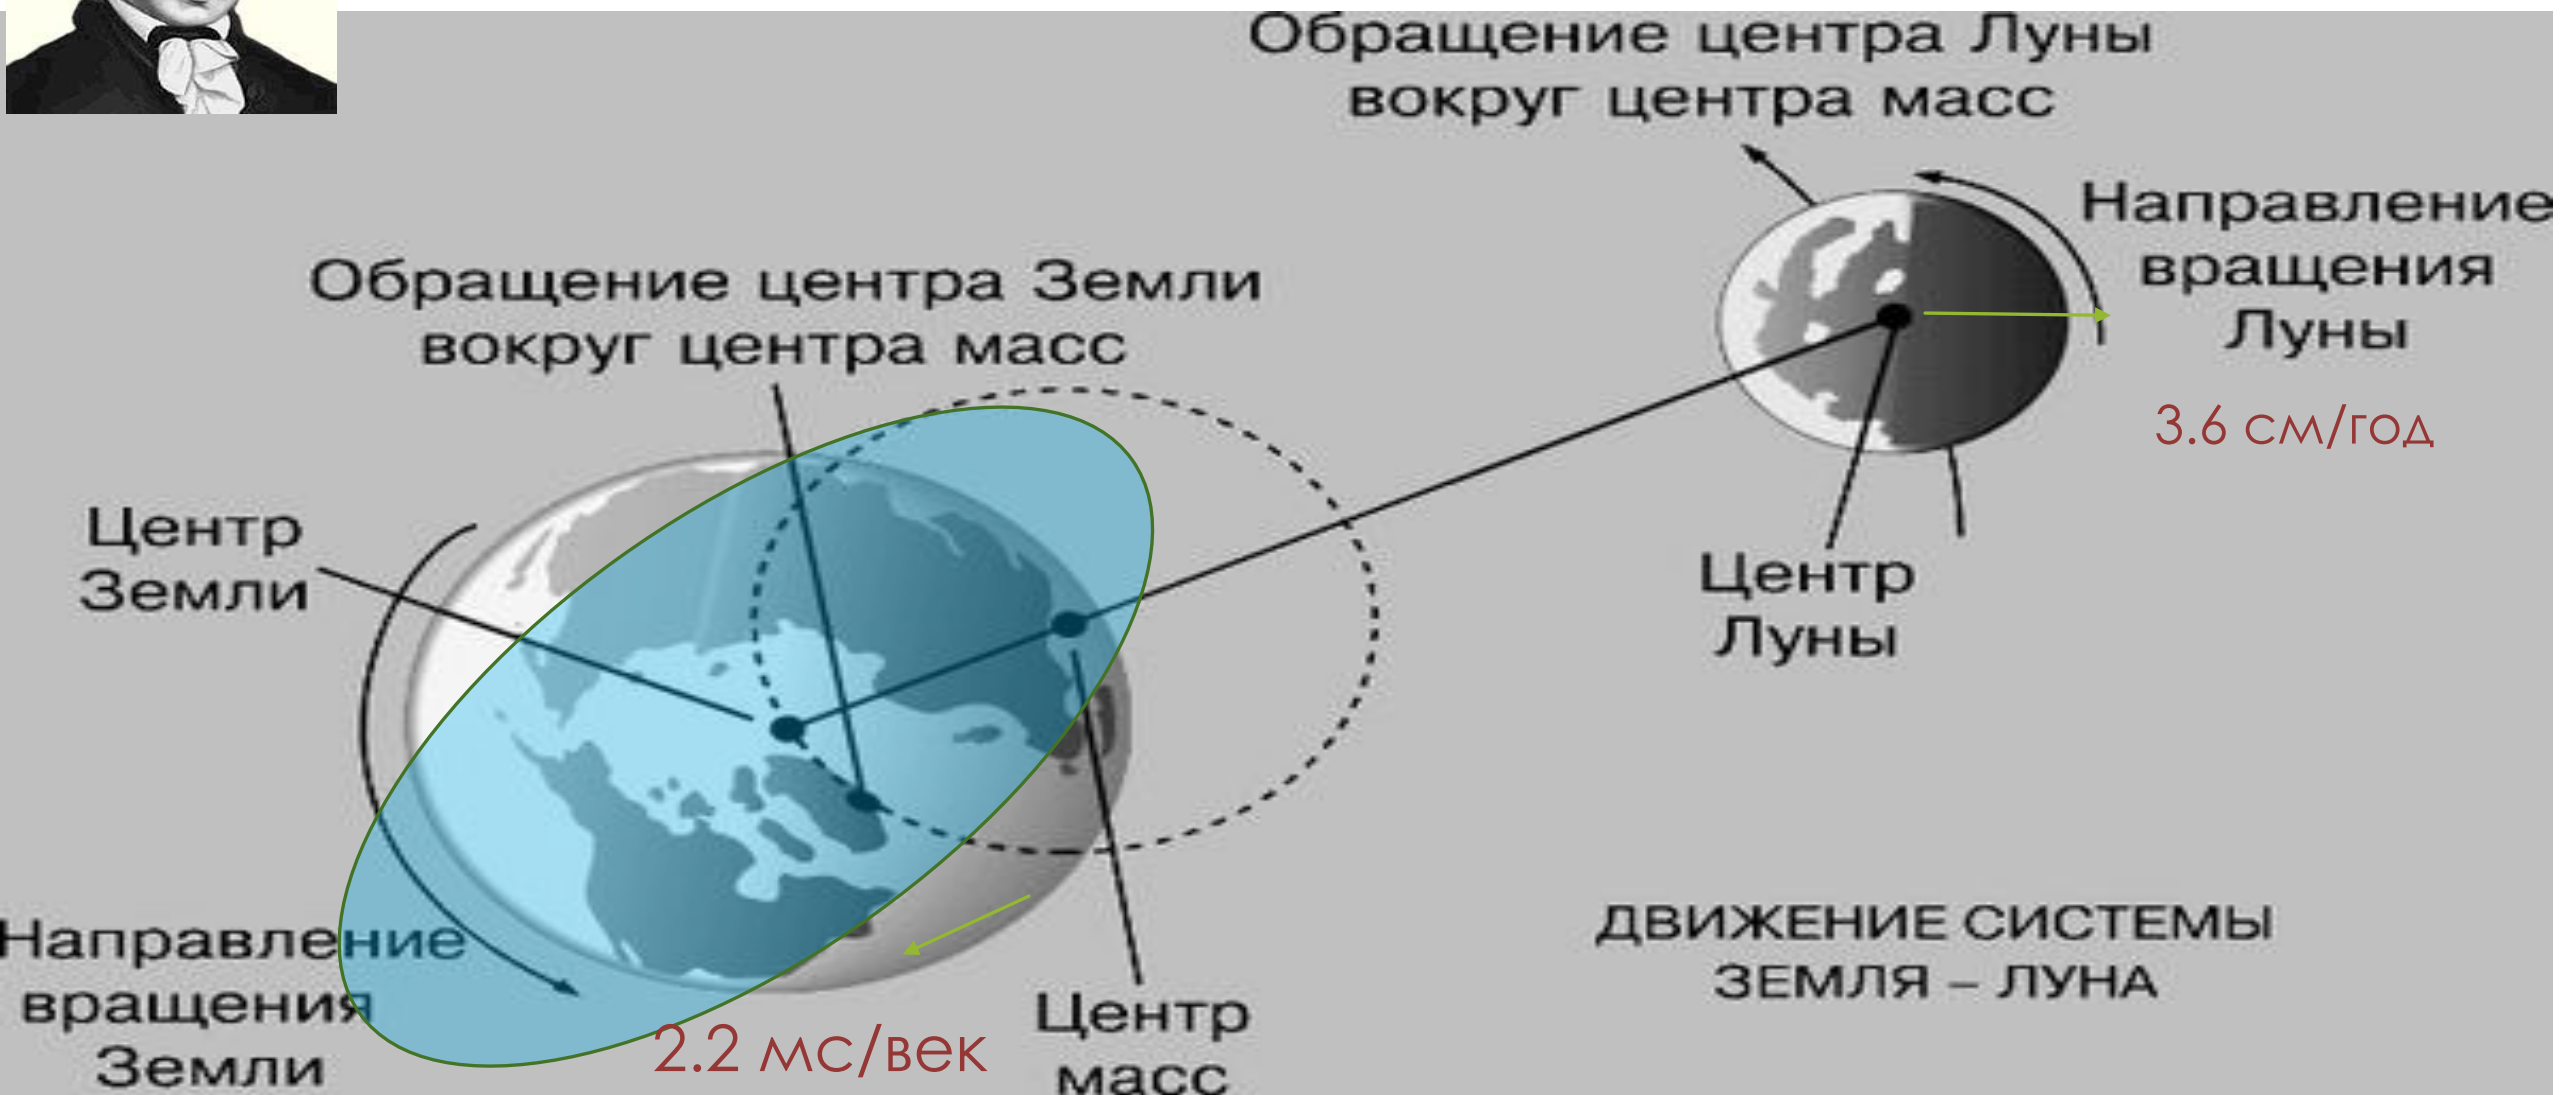 Обращение центра Луны
вокруг центра масс
Направление
вращения
Луны
3.6 см/год
Обращение центра Земли
вокруг центра масс
Центр
Земли
Центр
Луны
Направление
вращения
Земли
2.2 мс/век
Центр
масс
ДВИЖЕНИЕ СИСТЕМЫ
ЗЕМЛЯ – ЛУНА